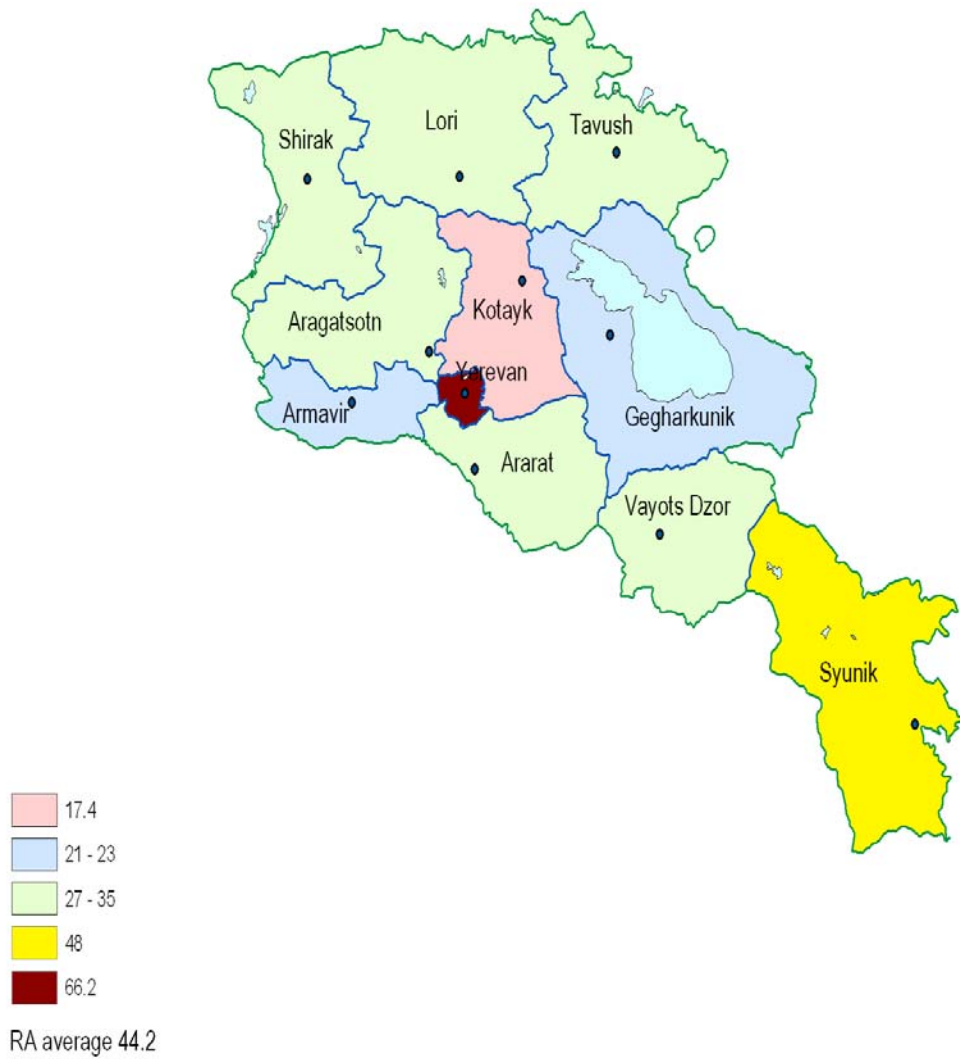 Lori
Tavush
Shirak
Kotayk
Aragatsotn
Yerevan
Armavir
Gegharkunik
Ararat
Vayots Dzor
Syunik
17.4
21 - 23
27 - 35
48
66.2
RA average 44.2